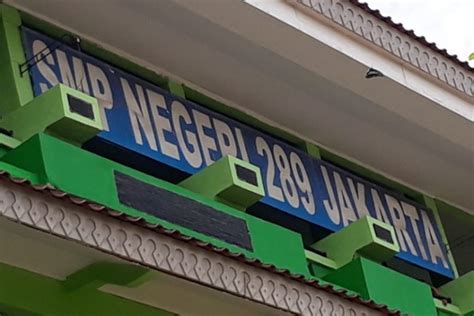 SMP NEGERI 289 JAKARTA